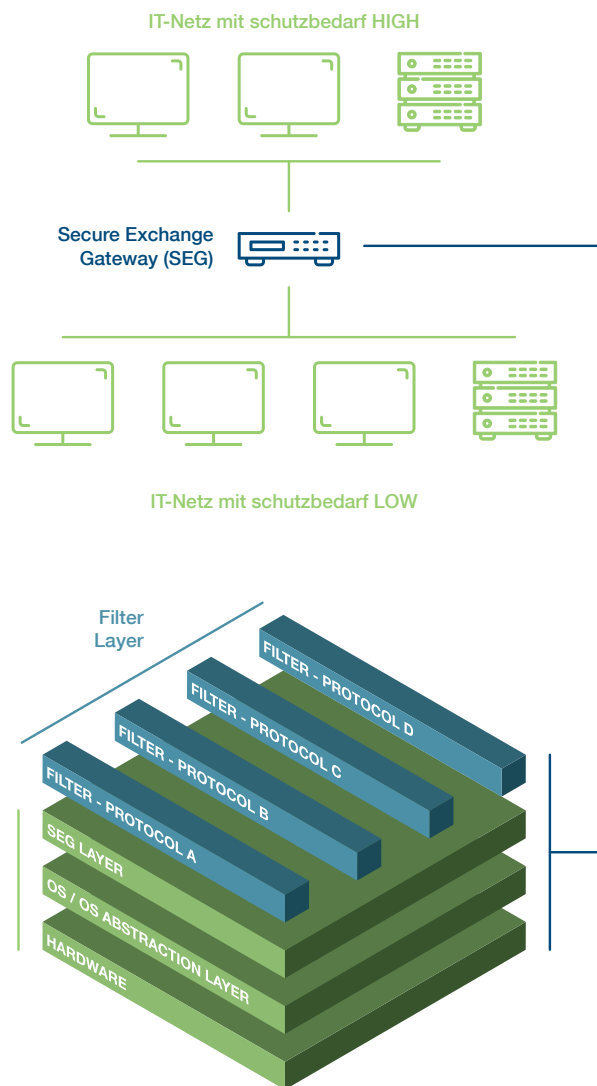 IT-Netz mit schutzbedarf HIGH
Secure Exchange
Gateway (SEG)
IT-Netz mit schutzbedarf LOW
Filter
Layer
FILTER - PROTOCOL D
FILTER - PROTOCOL C
FILTER - PROTOCOL B
FILTER - PROTOCOL A
SEG LAYER
OS / OS ABSTRACTION LAYER
HARDWARE